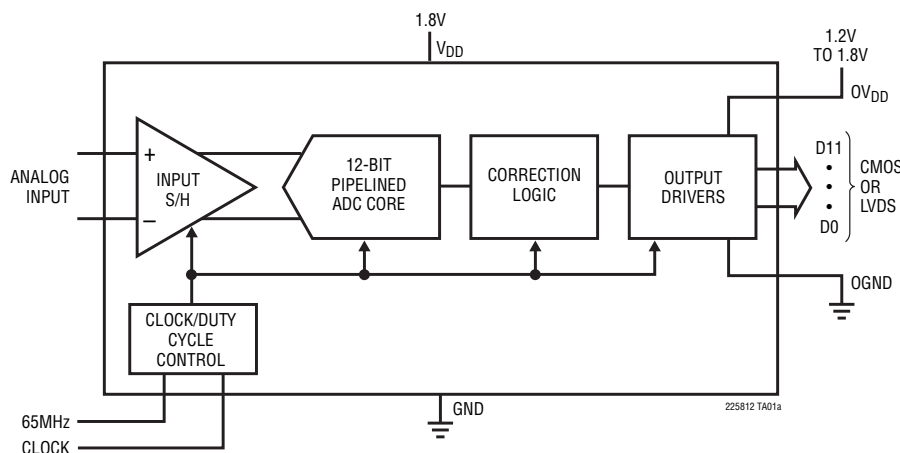 1.8V
VDD
1.2V
TO 1.8V
OVDD
ANALOG
INPUT
+
–
INPUT
S/H
12-BIT
PIPELINED
ADC CORE
CORRECTION
LOGIC
OUTPUT
DRIVERS
D11
•
•
•
D0
CMOS
OR
LVDS
OGND
CLOCK/DUTY
CYCLE
CONTROL
65MHz
CLOCK
GND
225812 TA01a